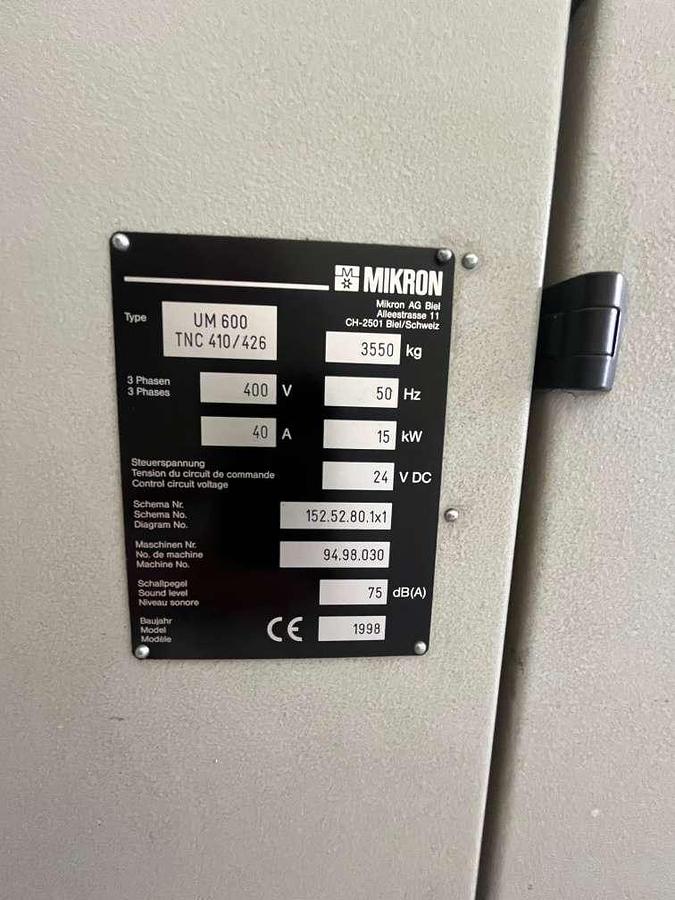 MIKRON
Mikron AG Biel
Alleestrasse 11
CH-2501 Biel/Schweiz
Type
UM 600
TNC 410/426
3550 kg
3 Phasen
3 Phases
400 V
50 Hz
40 A
15 kW
Steuerspannung
Tension du circuit de commande
Control circuit voltage
24 V DC
Schema Nr.
Schema No.
Diagram No.
152.52.80.1x1
Maschinen Nr.
No. de machine
Machine No.
94.98.030
Schallpegel
Sound level
Niveau sonore
75 dB(A)
Baujahr
Model
Modèle
CE
1998